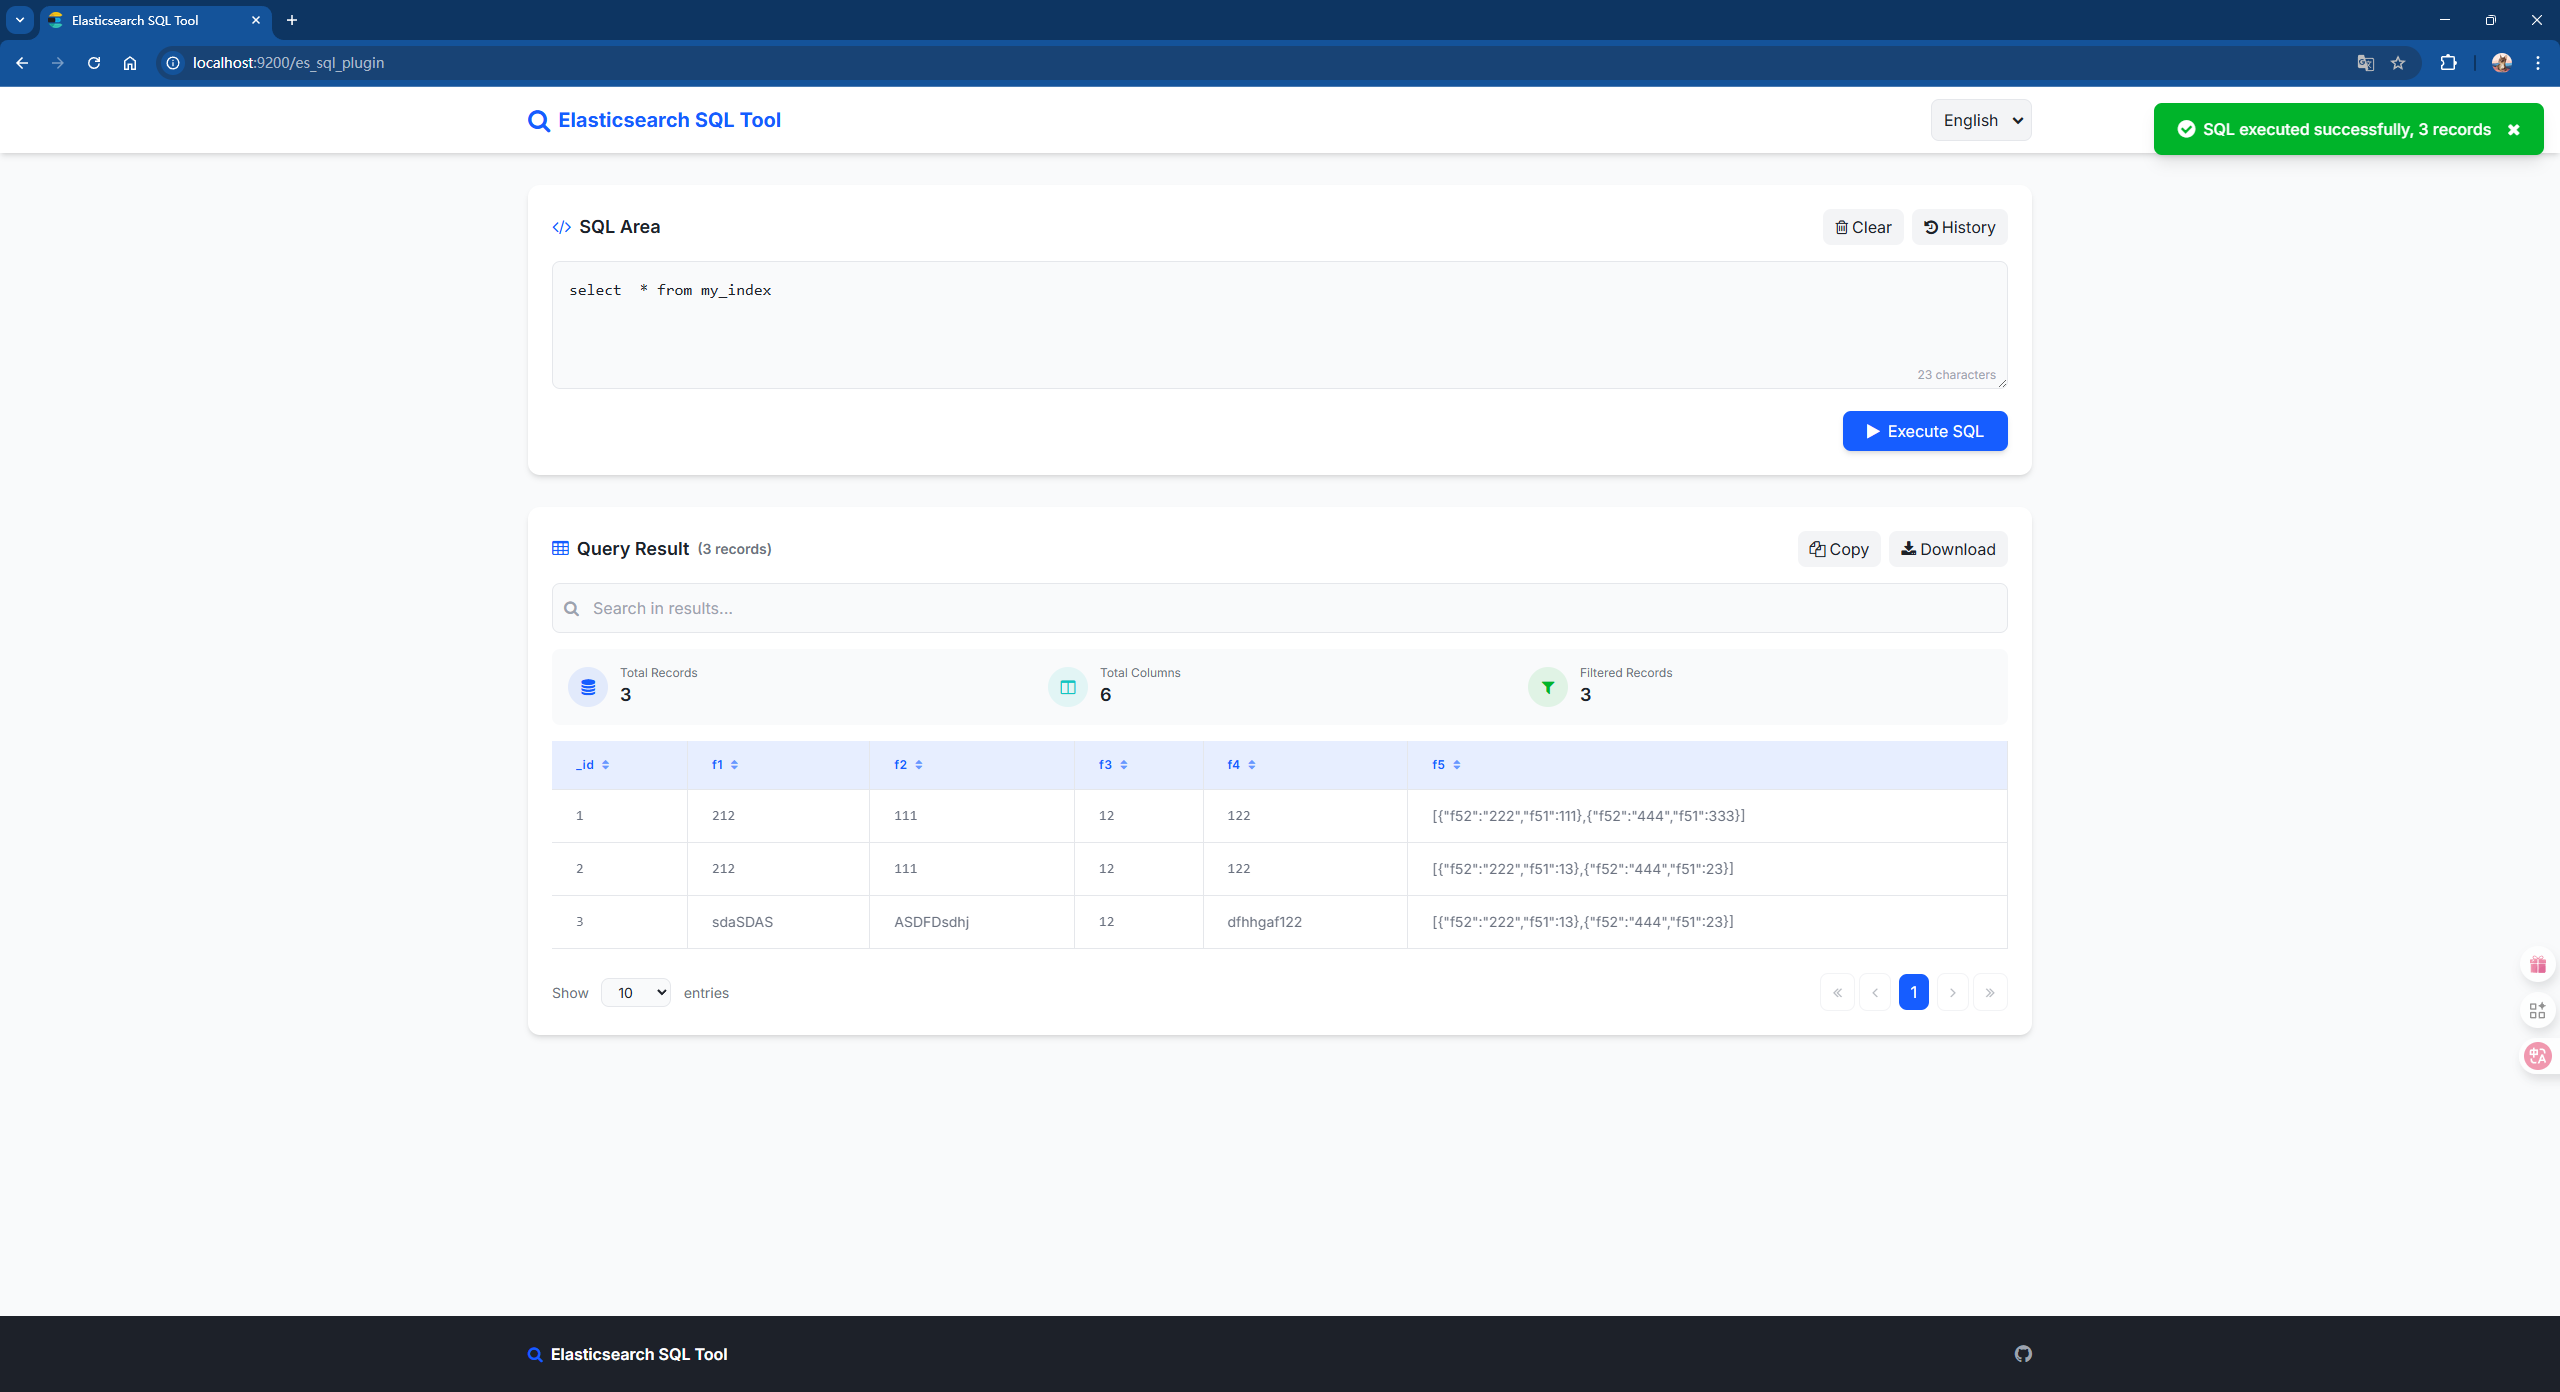 Elasticsearch SQL Tool
localhost:9200/es_sql_plugin
Elasticsearch SQL Tool
English
SQL executed successfully, 3 records
SQL Area
Clear
History
select  * from my_index
23 characters
Execute SQL
Query Result (3 records)
Copy
Download
Search in results...
Total Records
3
Total Columns
6
Filtered Records
3
_id f1 f2 f3 f4 f5
1 212 111 12 122 [{"f52":"222","f51":111},{"f52":"444","f51":333}]
2 212 111 12 122 [{"f52":"222","f51":13},{"f52":"444","f51":23}]
3 sdaSDAS ASDFDsdhj 12 dfhhgaf122 [{"f52":"222","f51":13},{"f52":"444","f51":23}]
Show 10 entries
« ‹ 1 › »
Elasticsearch SQL Tool